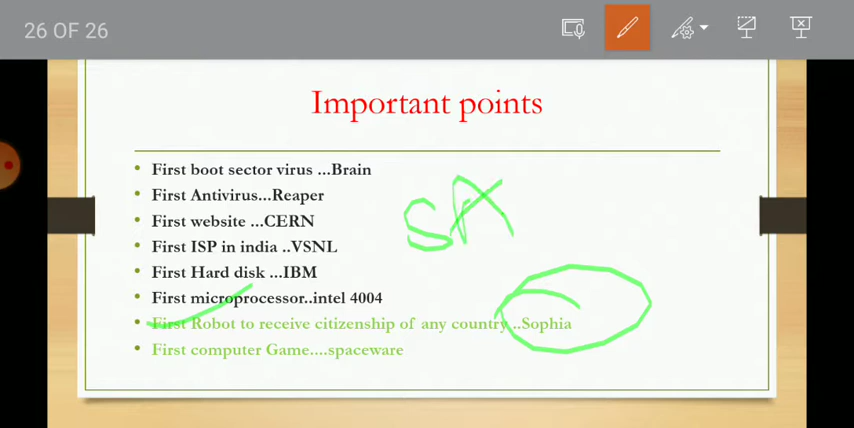 26 OF 26
Important points
• First boot sector virus ...Brain
• First Antivirus...Reaper
• First website ...CERN
• First ISP in india ..VSNL
• First Hard disk ...IBM
• First microprocessor..intel 4004
• First Robot to receive citizenship of any country ..Sophia
• First computer Game....spaceware
SA